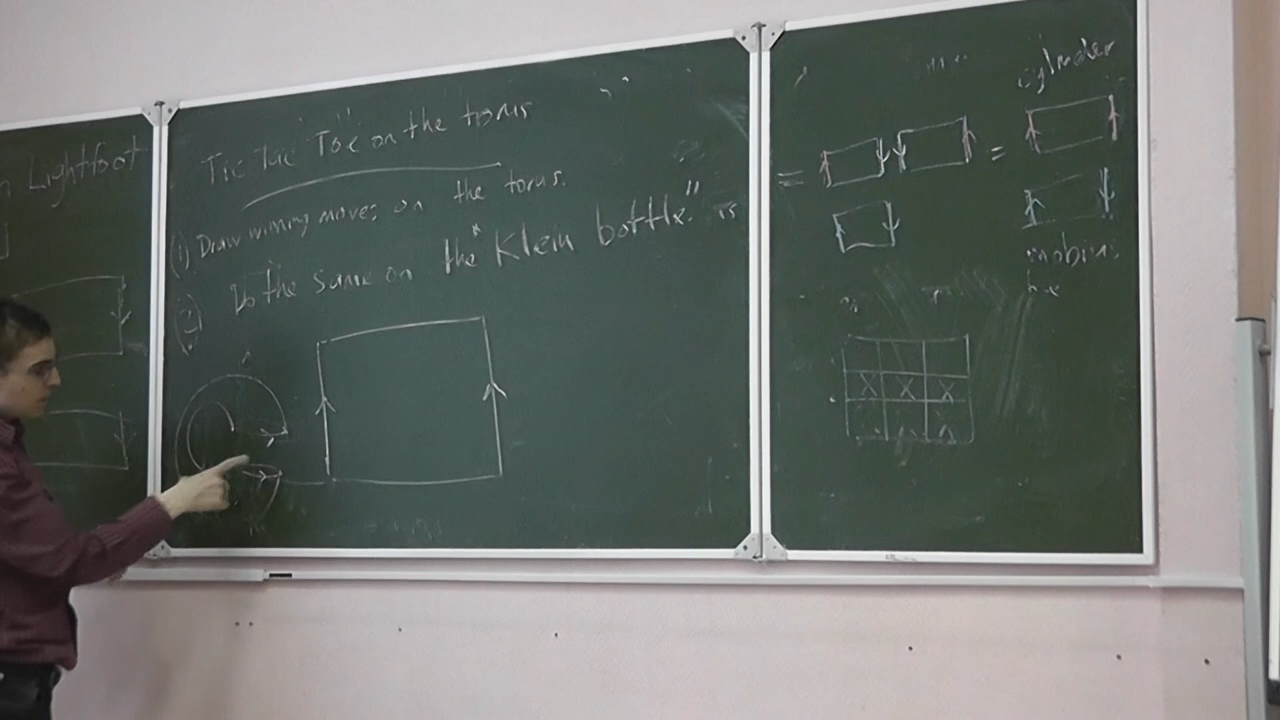 Lightfoot
Tic Tac Toe on the torus
(1) Draw winning moves on the torus.
(2) Do the same on the "Klein bottle"
cylinder
=
=
mobius
X X X